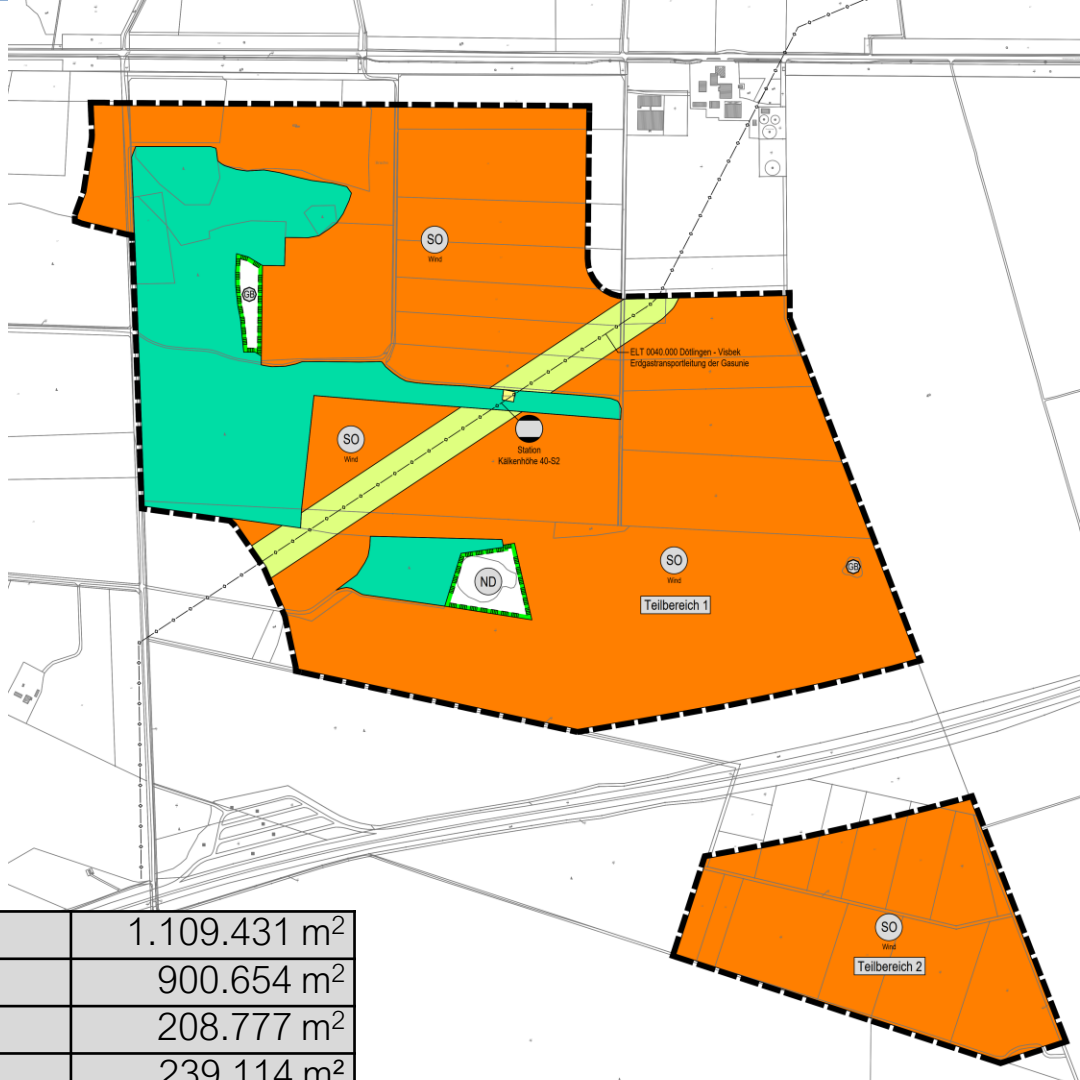 SO
Wind
GB
ELT 0040.000 Dötlingen - Visbek
Erdgastransportleitung der Gasunie
SO
Wind
Station
Kälkenhöhe 40-S2
SO
Wind
GB
ND
Teilbereich 1
SO
Wind
Teilbereich 2
1.109.431 m²
900.654 m²
208.777 m²
239.114 m²